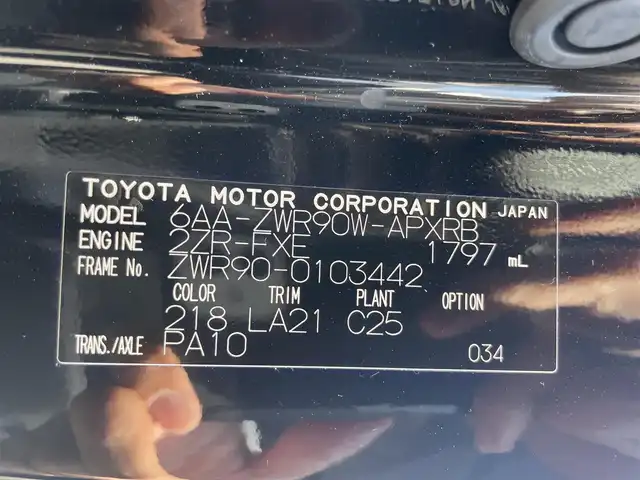 TOYOTA MOTOR CORPORATION JAPAN
MODEL 6AA-ZWR90W-APXRB
ENGINE 2ZR-FXE 1797 mL
FRAME No. ZWR90-0103442
COLOR TRIM PLANT OPTION
218 LA21 C25
TRANS./AXLE PA10 034